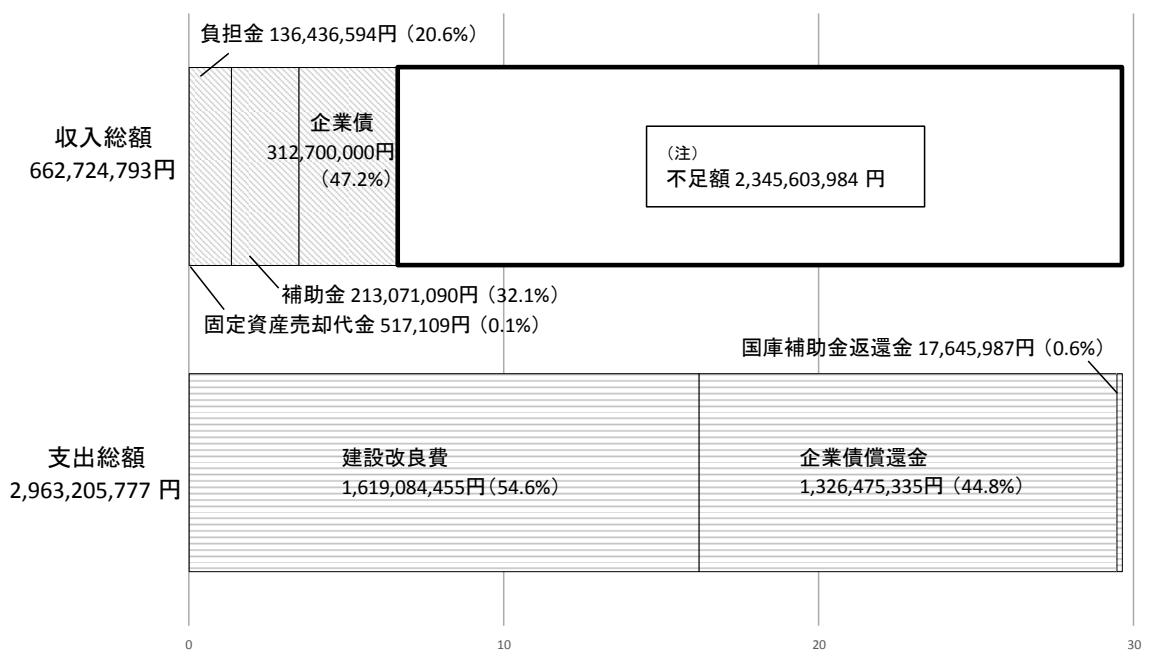 負担金 136,436,594円（20.6%）
収入総額
662,724,793円
企業債
312,700,000円
（47.2%）
（注）
不足額 2,345,603,984 円
補助金 213,071,090円（32.1%）
固定資産売却代金 517,109円（0.1%）
国庫補助金返還金 17,645,987円（0.6%）
支出総額
2,963,205,777 円
建設改良費
1,619,084,455円（54.6%）
企業債償還金
1,326,475,335円（44.8%）
0 10 20 30